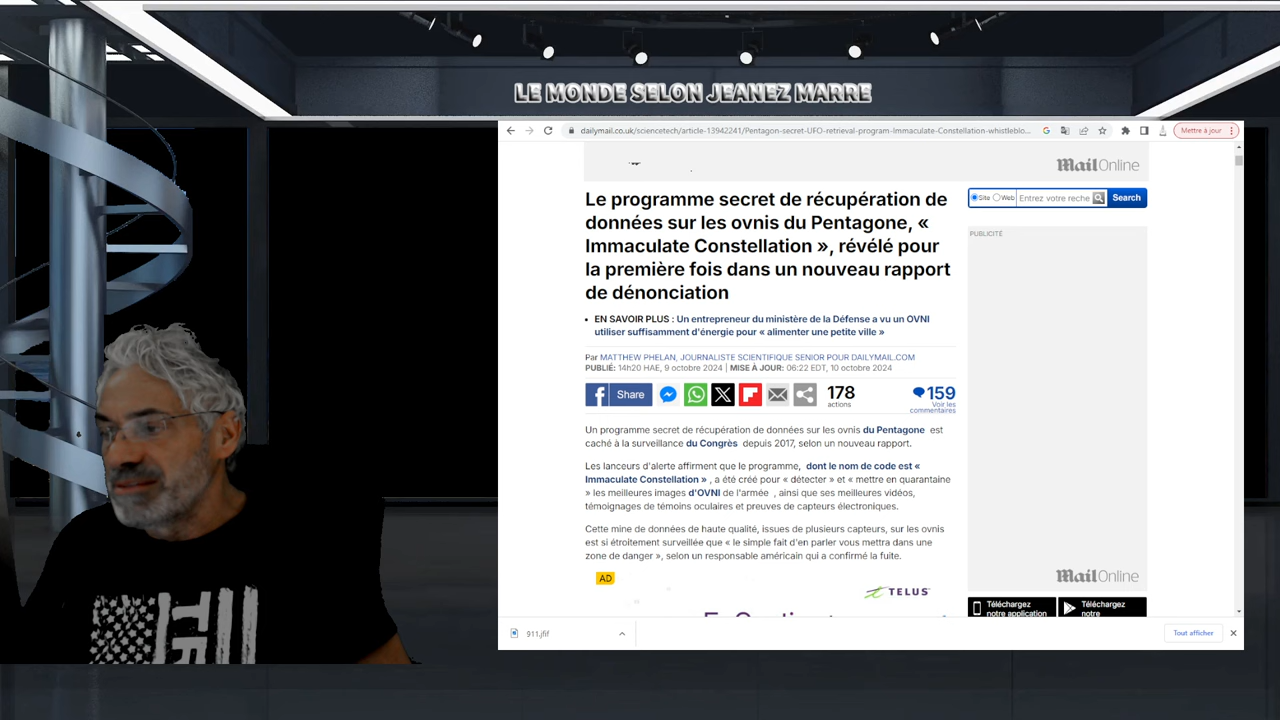 LE MONDE SELON JEANEZ MARRE
dailymail.co.uk/sciencetech/article-13942241/Pentagon-secret-UFO-retrieval-program-Immaculate-Constellation-whistleblo...
Mettre à jour
MailOnline
Le programme secret de récupération de
données sur les ovnis du Pentagone, «
Immaculate Constellation », révélé pour
la première fois dans un nouveau rapport
de dénonciation
Site Web Entrez votre reche Search
PUBLICITÉ
• EN SAVOIR PLUS : Un entrepreneur du ministère de la Défense a vu un OVNI
utiliser suffisamment d'énergie pour « alimenter une petite ville »
Par MATTHEW PHELAN, JOURNALISTE SCIENTIFIQUE SENIOR POUR DAILYMAIL.COM
PUBLIÉ: 14h20 HAE, 9 octobre 2024 | MISE À JOUR: 06:22 EDT, 10 octobre 2024
Share
178
actions
159
Voir les
commentaires
Un programme secret de récupération de données sur les ovnis du Pentagone est
caché à la surveillance du Congrès depuis 2017, selon un nouveau rapport.
Les lanceurs d'alerte affirment que le programme, dont le nom de code est «
Immaculate Constellation » , a été créé pour « détecter » et « mettre en quarantaine
» les meilleures images d'OVNI de l'armée , ainsi que ses meilleures vidéos,
témoignages de témoins oculaires et preuves de capteurs électroniques.
Cette mine de données de haute qualité, issues de plusieurs capteurs, sur les ovnis
est si étroitement surveillée que « le simple fait d'en parler vous mettra dans une
zone de danger », selon un responsable américain qui a confirmé la fuite.
AD
TELUS
MailOnline
Téléchargez
notre application
Téléchargez
notre
911.jfif
Tout afficher